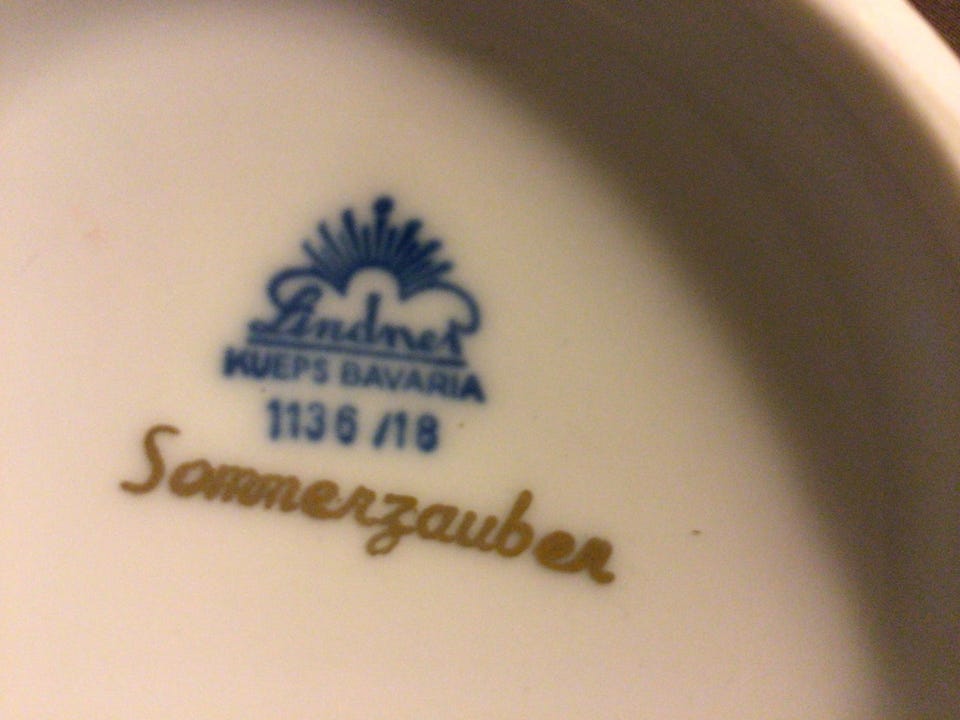 Lindner
KUEPS BAVARIA
1136 /18
Sommerzauber